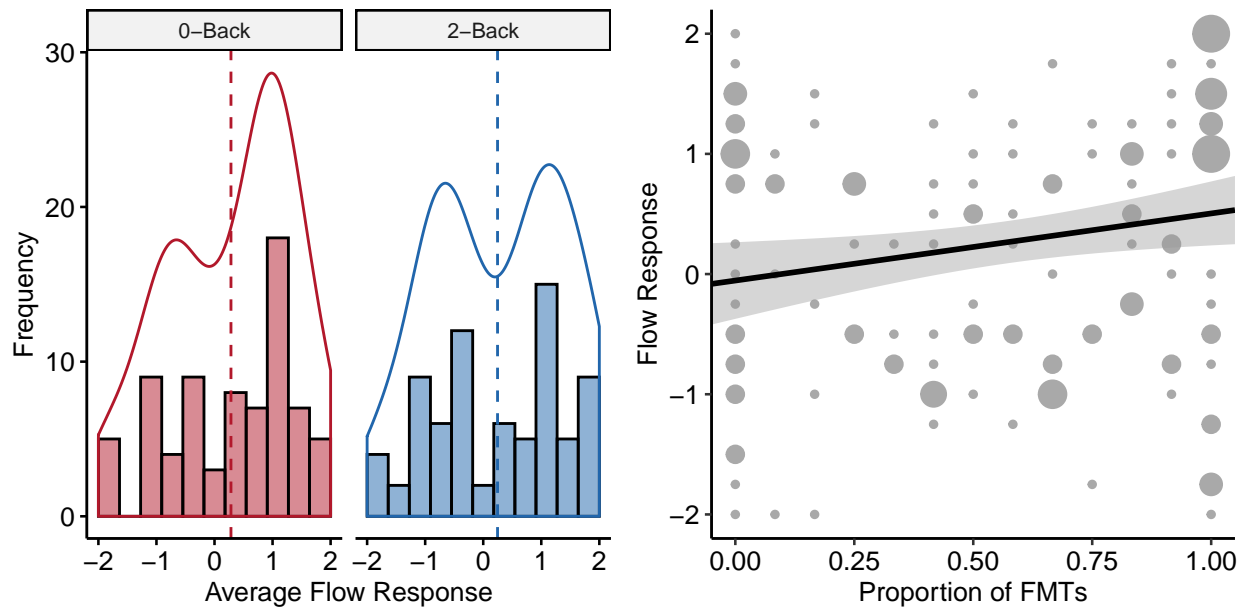 0−Back
2−Back
Frequency
30
20
10
0
−2 −1 0 1 2
−2 −1 0 1 2
Average Flow Response
Flow Response
2
1
0
−1
−2
0.00 0.25 0.50 0.75 1.00
Proportion of FMTs